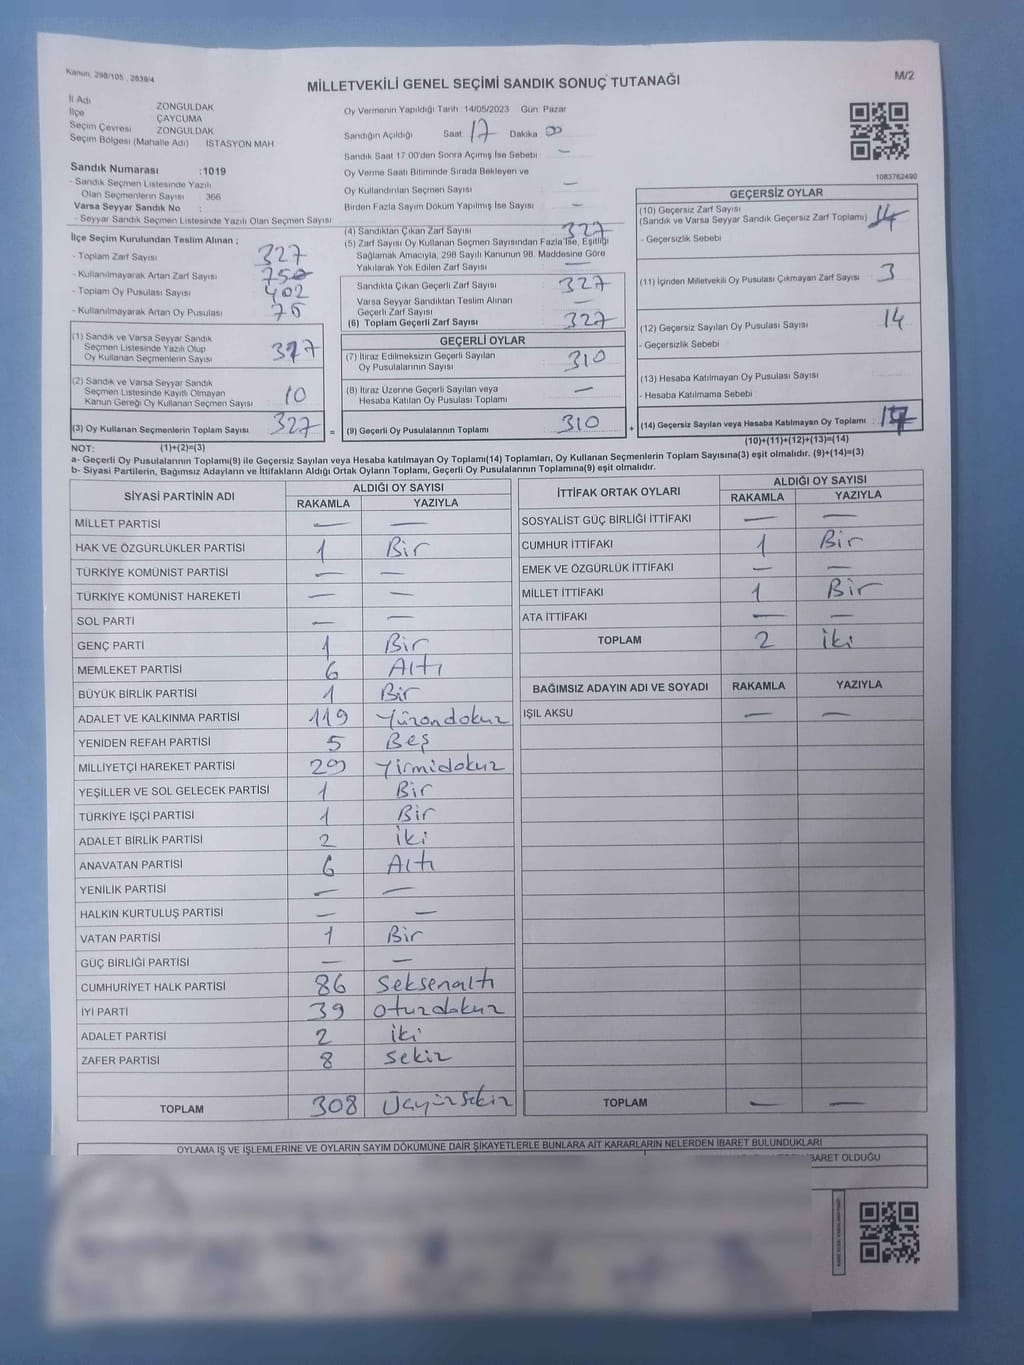 Kanun, 298/105 , 2839/4
MİLLETVEKİLİ GENEL SEÇİMİ SANDIK SONUÇ TUTANAĞI
M/2
İl Adı ZONGULDAK
İlçe ÇAYCUMA
Seçim Çevresi ZONGULDAK
Seçim Bölgesi (Mahalle Adı) İSTASYON MAH.
Sandık Numarası :1019
- Sandık Seçmen Listesinde Yazılı
Olan Seçmenlerin Sayısı : 366
Varsa Seyyar Sandık No :
- Seyyar Sandık Seçmen Listesinde Yazılı Olan Seçmen Sayısı
Oy Vermenin Yapıldığı Tarih :14/05/2023 Gün: Pazar
Sandığın Açıldığı Saat 17 Dakika 00
Sandık Saat 17.00'den Sonra Açılmış İse Sebebi : —
Oy Verme Saati Bitiminde Sırada Bekleyen ve
Oy Kullandırılan Seçmen Sayısı : —
Birden Fazla Sayım Döküm Yapılmış İse Sayısı : —
1083762490
İlçe Seçim Kurulundan Teslim Alınan ;
- Toplam Zarf Sayısı : 327
- Kullanılmayarak Artan Zarf Sayısı :
- Toplam Oy Pusulası Sayısı : 402
- Kullanılmayarak Artan Oy Pusulası : 75
(1) Sandık ve Varsa Seyyar Sandık
Seçmen Listesinde Yazılı Olup
Oy Kullanan Seçmenlerin Sayısı :
(2) Sandık ve Varsa Seyyar Sandık
Seçmen Listesinde Kayıtlı Olmayan
Kanun Gereği Oy Kullanan Seçmen Sayısı : 10
(3) Oy Kullanan Seçmenlerin Toplam Sayısı : 327
(4) Sandıktan Çıkan Zarf Sayısı : 327
(5) Zarf Sayısı Oy Kullanan Seçmen Sayısından Fazla İse, Eşitliği
Sağlamak Amacıyla, 298 Sayılı Kanunun 98. Maddesine Göre
Yakılarak Yok Edilen Zarf Sayısı : —
Sandıkta Çıkan Geçerli Zarf Sayısı : 327
Varsa Seyyar Sandıktan Teslim Alınan
Geçerli Zarf Sayısı : —
(6) Toplam Geçerli Zarf Sayısı : 327
GEÇERLİ OYLAR
(7) İtiraz Edilmeksizin Geçerli Sayılan
Oy Pusulalarının Sayısı : 310
(8) İtiraz Üzerine Geçerli Sayılan veya
Hesaba Katılan Oy Pusulası Toplamı : —
= (9) Geçerli Oy Pusulalarının Toplamı : 310
GEÇERSİZ OYLAR
(10) Geçersiz Zarf Sayısı
(Sandık ve Varsa Seyyar Sandık Geçersiz Zarf Toplamı) :
- Geçersizlik Sebebi :
(11) İçinden Milletvekili Oy Pusulası Çıkmayan Zarf Sayısı : 3
(12) Geçersiz Sayılan Oy Pusulası Sayısı : 14
- Geçersizlik Sebebi :
(13) Hesaba Katılmayan Oy Pusulası Sayısı :
- Hesaba Katılmama Sebebi :
+ (14) Geçersiz Sayılan veya Hesaba Katılmayan Oy Toplamı : 17
NOT: (1)+(2)=(3)
(10)+(11)+(12)+(13)=(14)
a- Geçerli Oy Pusulalarının Toplamı(9) ile Geçersiz Sayılan veya Hesaba katılmayan Oy Toplamı(14) Toplamları, Oy Kullanan Seçmenlerin Toplam Sayısına(3) eşit olmalıdır. (9)+(14)=(3)
b- Siyasi Partilerin, Bağımsız Adayların ve İttifakların Aldığı Ortak Oyların Toplamı, Geçerli Oy Pusulalarının Toplamına(9) eşit olmalıdır.
SİYASİ PARTİNİN ADI ALDIĞI OY SAYISI
RAKAMLA YAZIYLA
MİLLET PARTİSİ — —
HAK VE ÖZGÜRLÜKLER PARTİSİ 1 Bir
TÜRKİYE KOMÜNİST PARTİSİ — —
TÜRKİYE KOMÜNİST HAREKETİ — —
SOL PARTİ — —
GENÇ PARTİ 1 Bir
MEMLEKET PARTİSİ 6 Altı
BÜYÜK BİRLİK PARTİSİ 1 Bir
ADALET VE KALKINMA PARTİSİ 119 Yüzondokuz
YENİDEN REFAH PARTİSİ 5 Beş
MİLLİYETÇİ HAREKET PARTİSİ 29 Yirmidokuz
YEŞİLLER VE SOL GELECEK PARTİSİ 1 Bir
TÜRKİYE İŞÇİ PARTİSİ 1 Bir
ADALET BİRLİK PARTİSİ 2 İki
ANAVATAN PARTİSİ 6 Altı
YENİLİK PARTİSİ — —
HALKIN KURTULUŞ PARTİSİ — —
VATAN PARTİSİ 1 Bir
GÜÇ BİRLİĞİ PARTİSİ — —
CUMHURİYET HALK PARTİSİ 86 Seksenaltı
İYİ PARTİ 39 Otuzdokuz
ADALET PARTİSİ 2 İki
ZAFER PARTİSİ 8 Sekiz
TOPLAM 308 Üçyüzsekiz
İTTİFAK ORTAK OYLARI ALDIĞI OY SAYISI
RAKAMLA YAZIYLA
SOSYALİST GÜÇ BİRLİĞİ İTTİFAKI — —
CUMHUR İTTİFAKI 1 Bir
EMEK VE ÖZGÜRLÜK İTTİFAKI — —
MİLLET İTTİFAKI 1 Bir
ATA İTTİFAKI — —
TOPLAM 2 İki
BAĞIMSIZ ADAYIN ADI VE SOYADI RAKAMLA YAZIYLA
IŞIL AKSU — —
TOPLAM — —
OYLAMA İŞ VE İŞLEMLERİNE VE OYLARIN SAYIM DÖKÜMÜNE DAİR ŞİKAYETLERLE BUNLARA AİT KARARLARIN NELERDEN İBARET BULUNDUKLARI
İBARET OLDUĞU